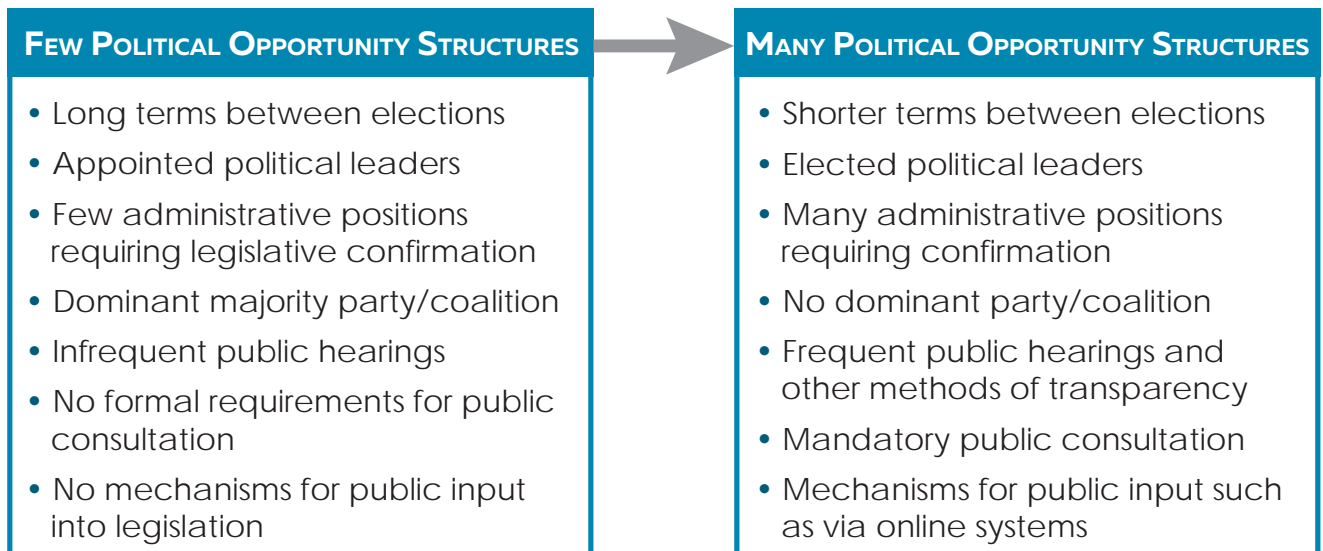 FEW POLITICAL OPPORTUNITY STRUCTURES
• Long terms between elections
• Appointed political leaders
• Few administrative positions
requiring legislative confirmation
• Dominant majority party/coalition
• Infrequent public hearings
• No formal requirements for public
consultation
• No mechanisms for public input
into legislation
MANY POLITICAL OPPORTUNITY STRUCTURES
• Shorter terms between elections
• Elected political leaders
• Many administrative positions
requiring confirmation
• No dominant party/coalition
• Frequent public hearings and
other methods of transparency
• Mandatory public consultation
• Mechanisms for public input such
as via online systems